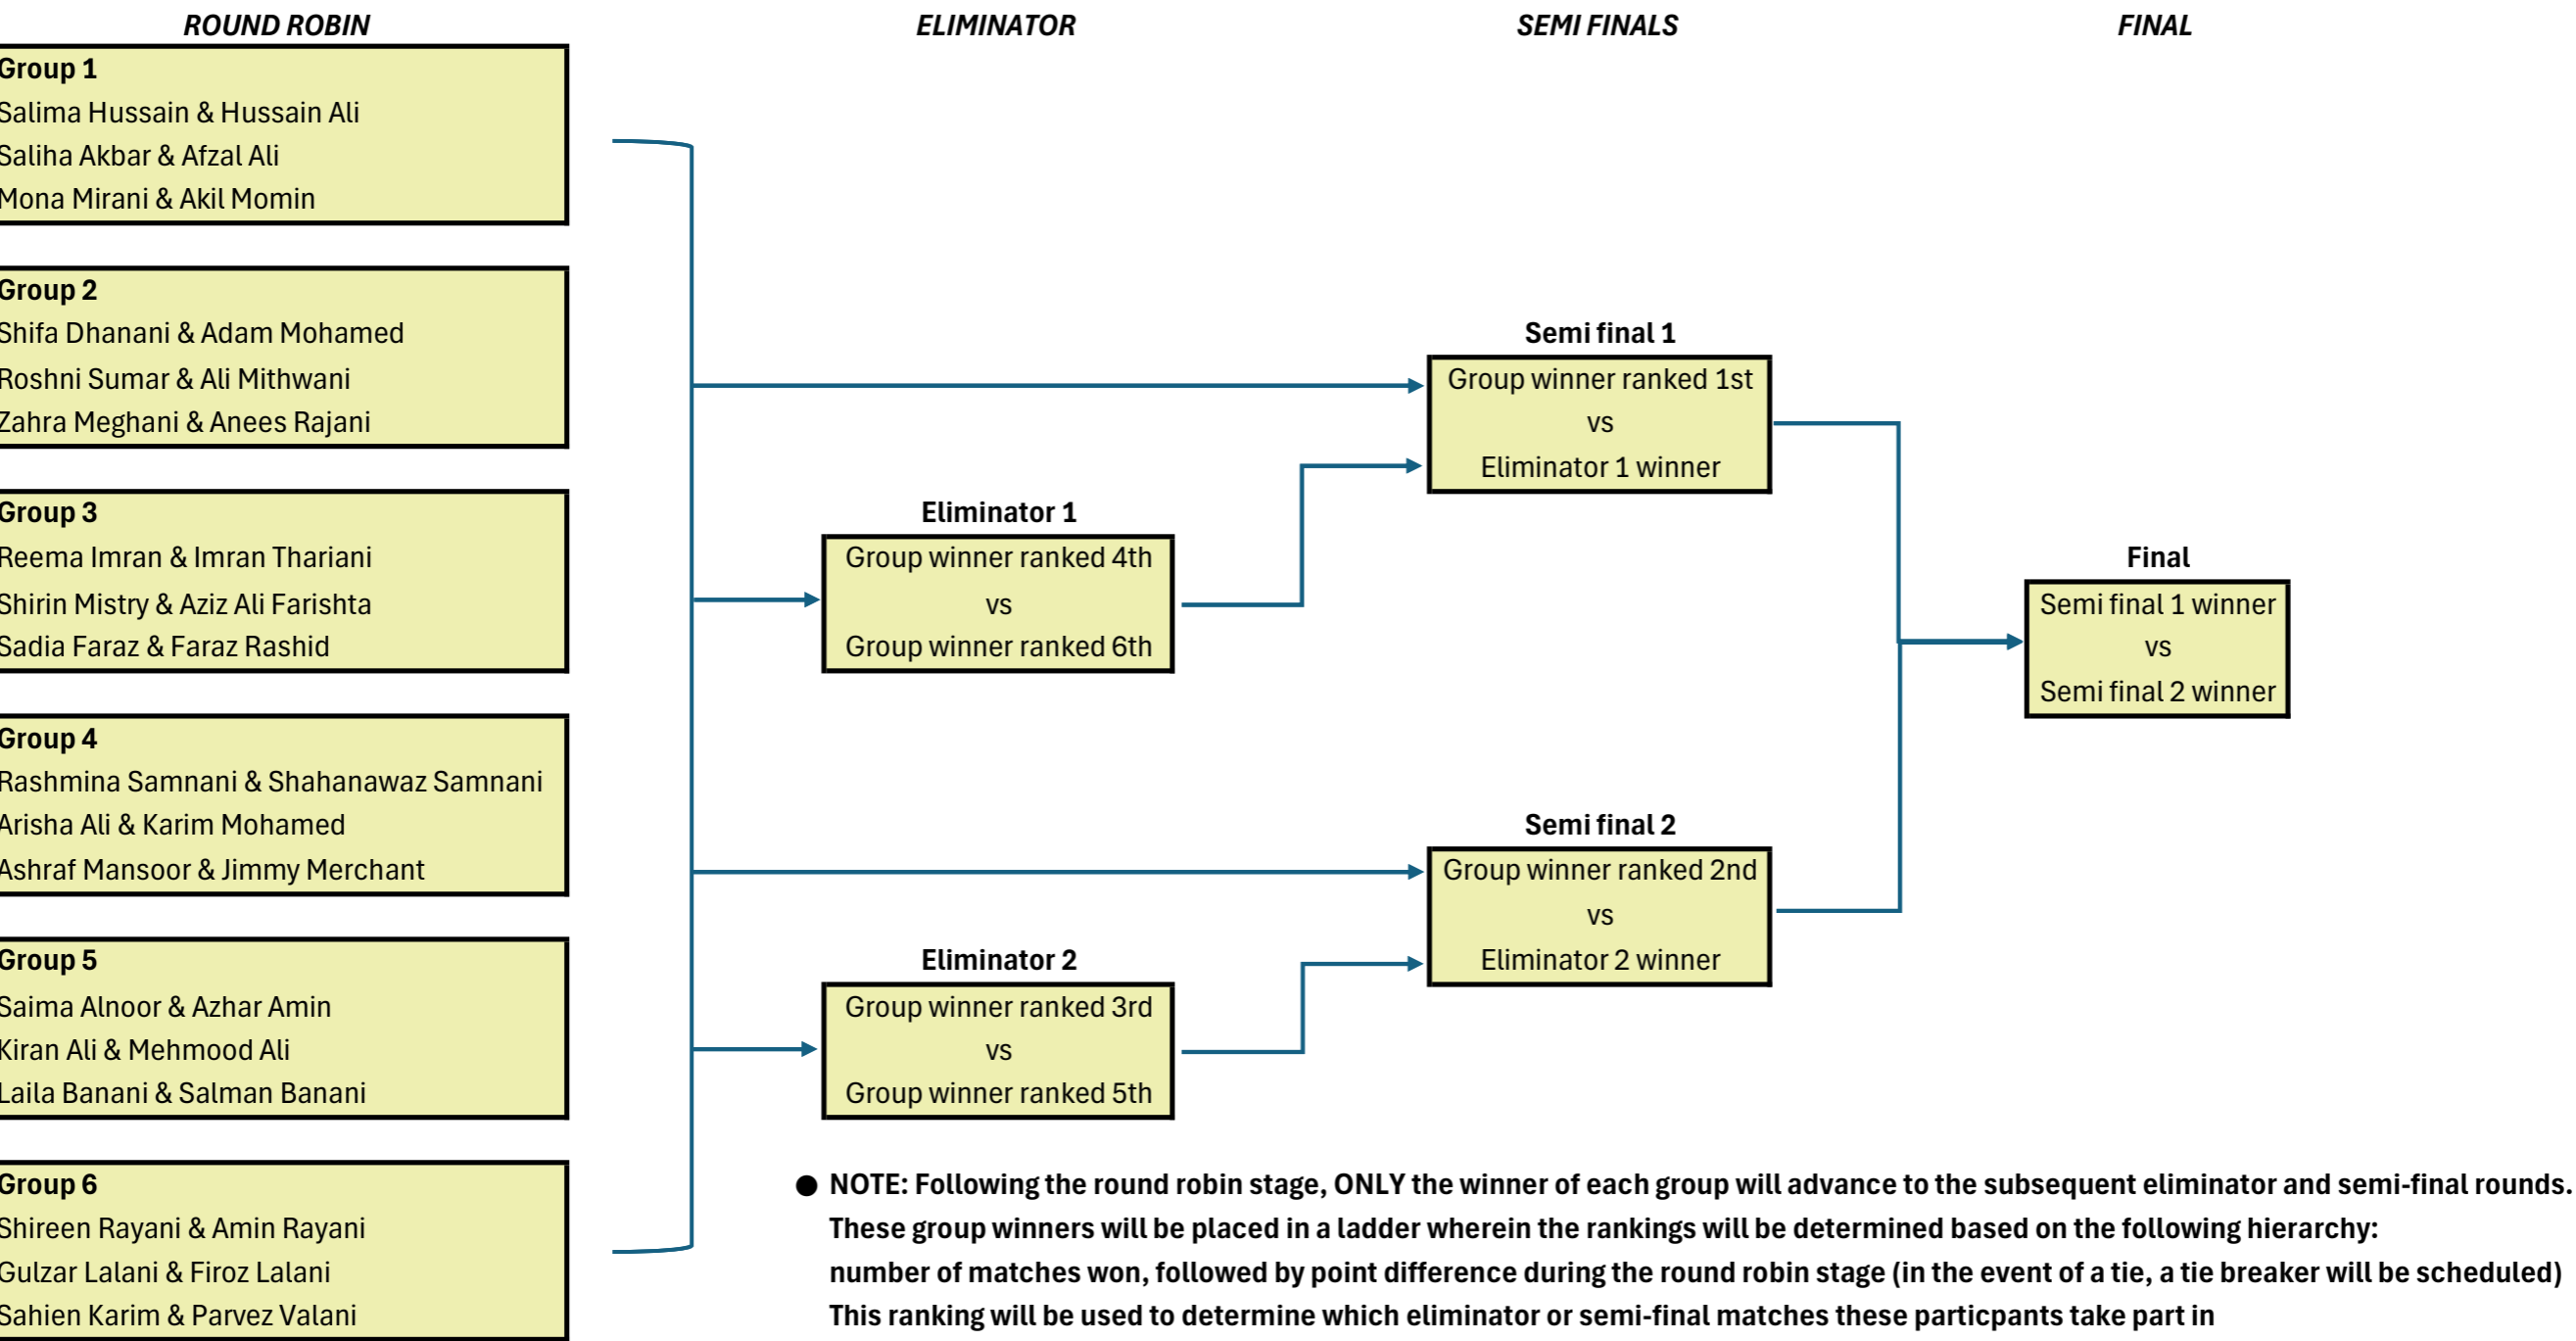 ROUND ROBIN
ELIMINATOR
SEMI FINALS
FINAL
Group 1
Salima Hussain & Hussain Ali
Saliha Akbar & Afzal Ali
Mona Mirani & Akil Momin
Group 2
Shifa Dhanani & Adam Mohamed
Roshni Sumar & Ali Mithwani
Zahra Meghani & Anees Rajani
Group 3
Reema Imran & Imran Thariani
Shirin Mistry & Aziz Ali Farishta
Sadia Faraz & Faraz Rashid
Group 4
Rashmina Samnani & Shahanawaz Samnani
Arisha Ali & Karim Mohamed
Ashraf Mansoor & Jimmy Merchant
Group 5
Saima Alnoor & Azhar Amin
Kiran Ali & Mehmood Ali
Laila Banani & Salman Banani
Group 6
Shireen Rayani & Amin Rayani
Gulzar Lalani & Firoz Lalani
Sahien Karim & Parvez Valani
Eliminator 1
Group winner ranked 4th
vs
Group winner ranked 6th
Eliminator 2
Group winner ranked 3rd
vs
Group winner ranked 5th
Semi final 1
Group winner ranked 1st
vs
Eliminator 1 winner
Semi final 2
Group winner ranked 2nd
vs
Eliminator 2 winner
Final
Semi final 1 winner
vs
Semi final 2 winner
● NOTE: Following the round robin stage, ONLY the winner of each group will advance to the subsequent eliminator and semi-final rounds.
These group winners will be placed in a ladder wherein the rankings will be determined based on the following hierarchy:
number of matches won, followed by point difference during the round robin stage (in the event of a tie, a tie breaker will be scheduled)
This ranking will be used to determine which eliminator or semi-final matches these particpants take part in